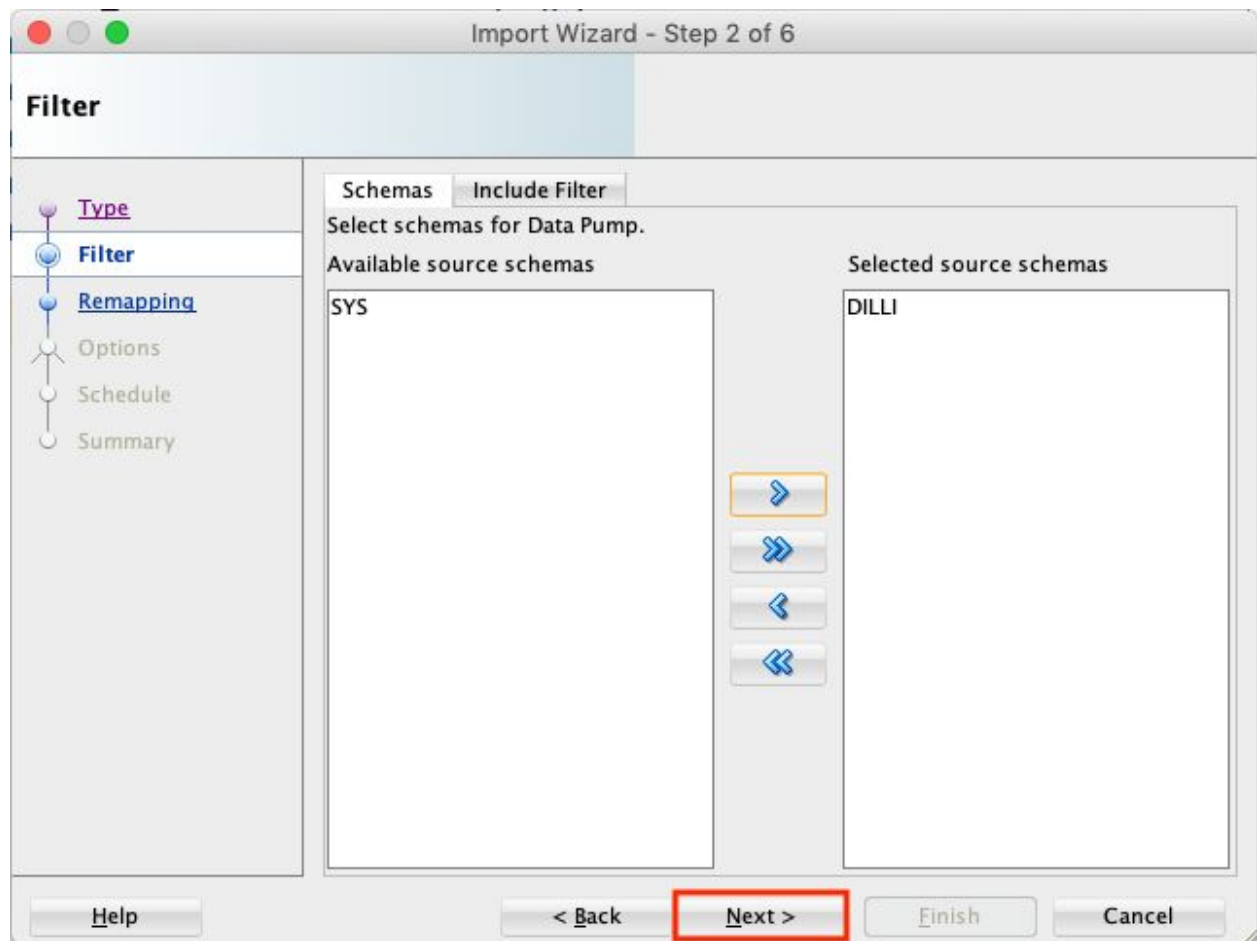 Import Wizard - Step 2 of 6
Filter
Type
Filter
Remapping
Options
Schedule
Summary
Schemas Include Filter
Select schemas for Data Pump.
Available source schemas Selected source schemas
SYS DILLI
Help < Back Next > Finish Cancel